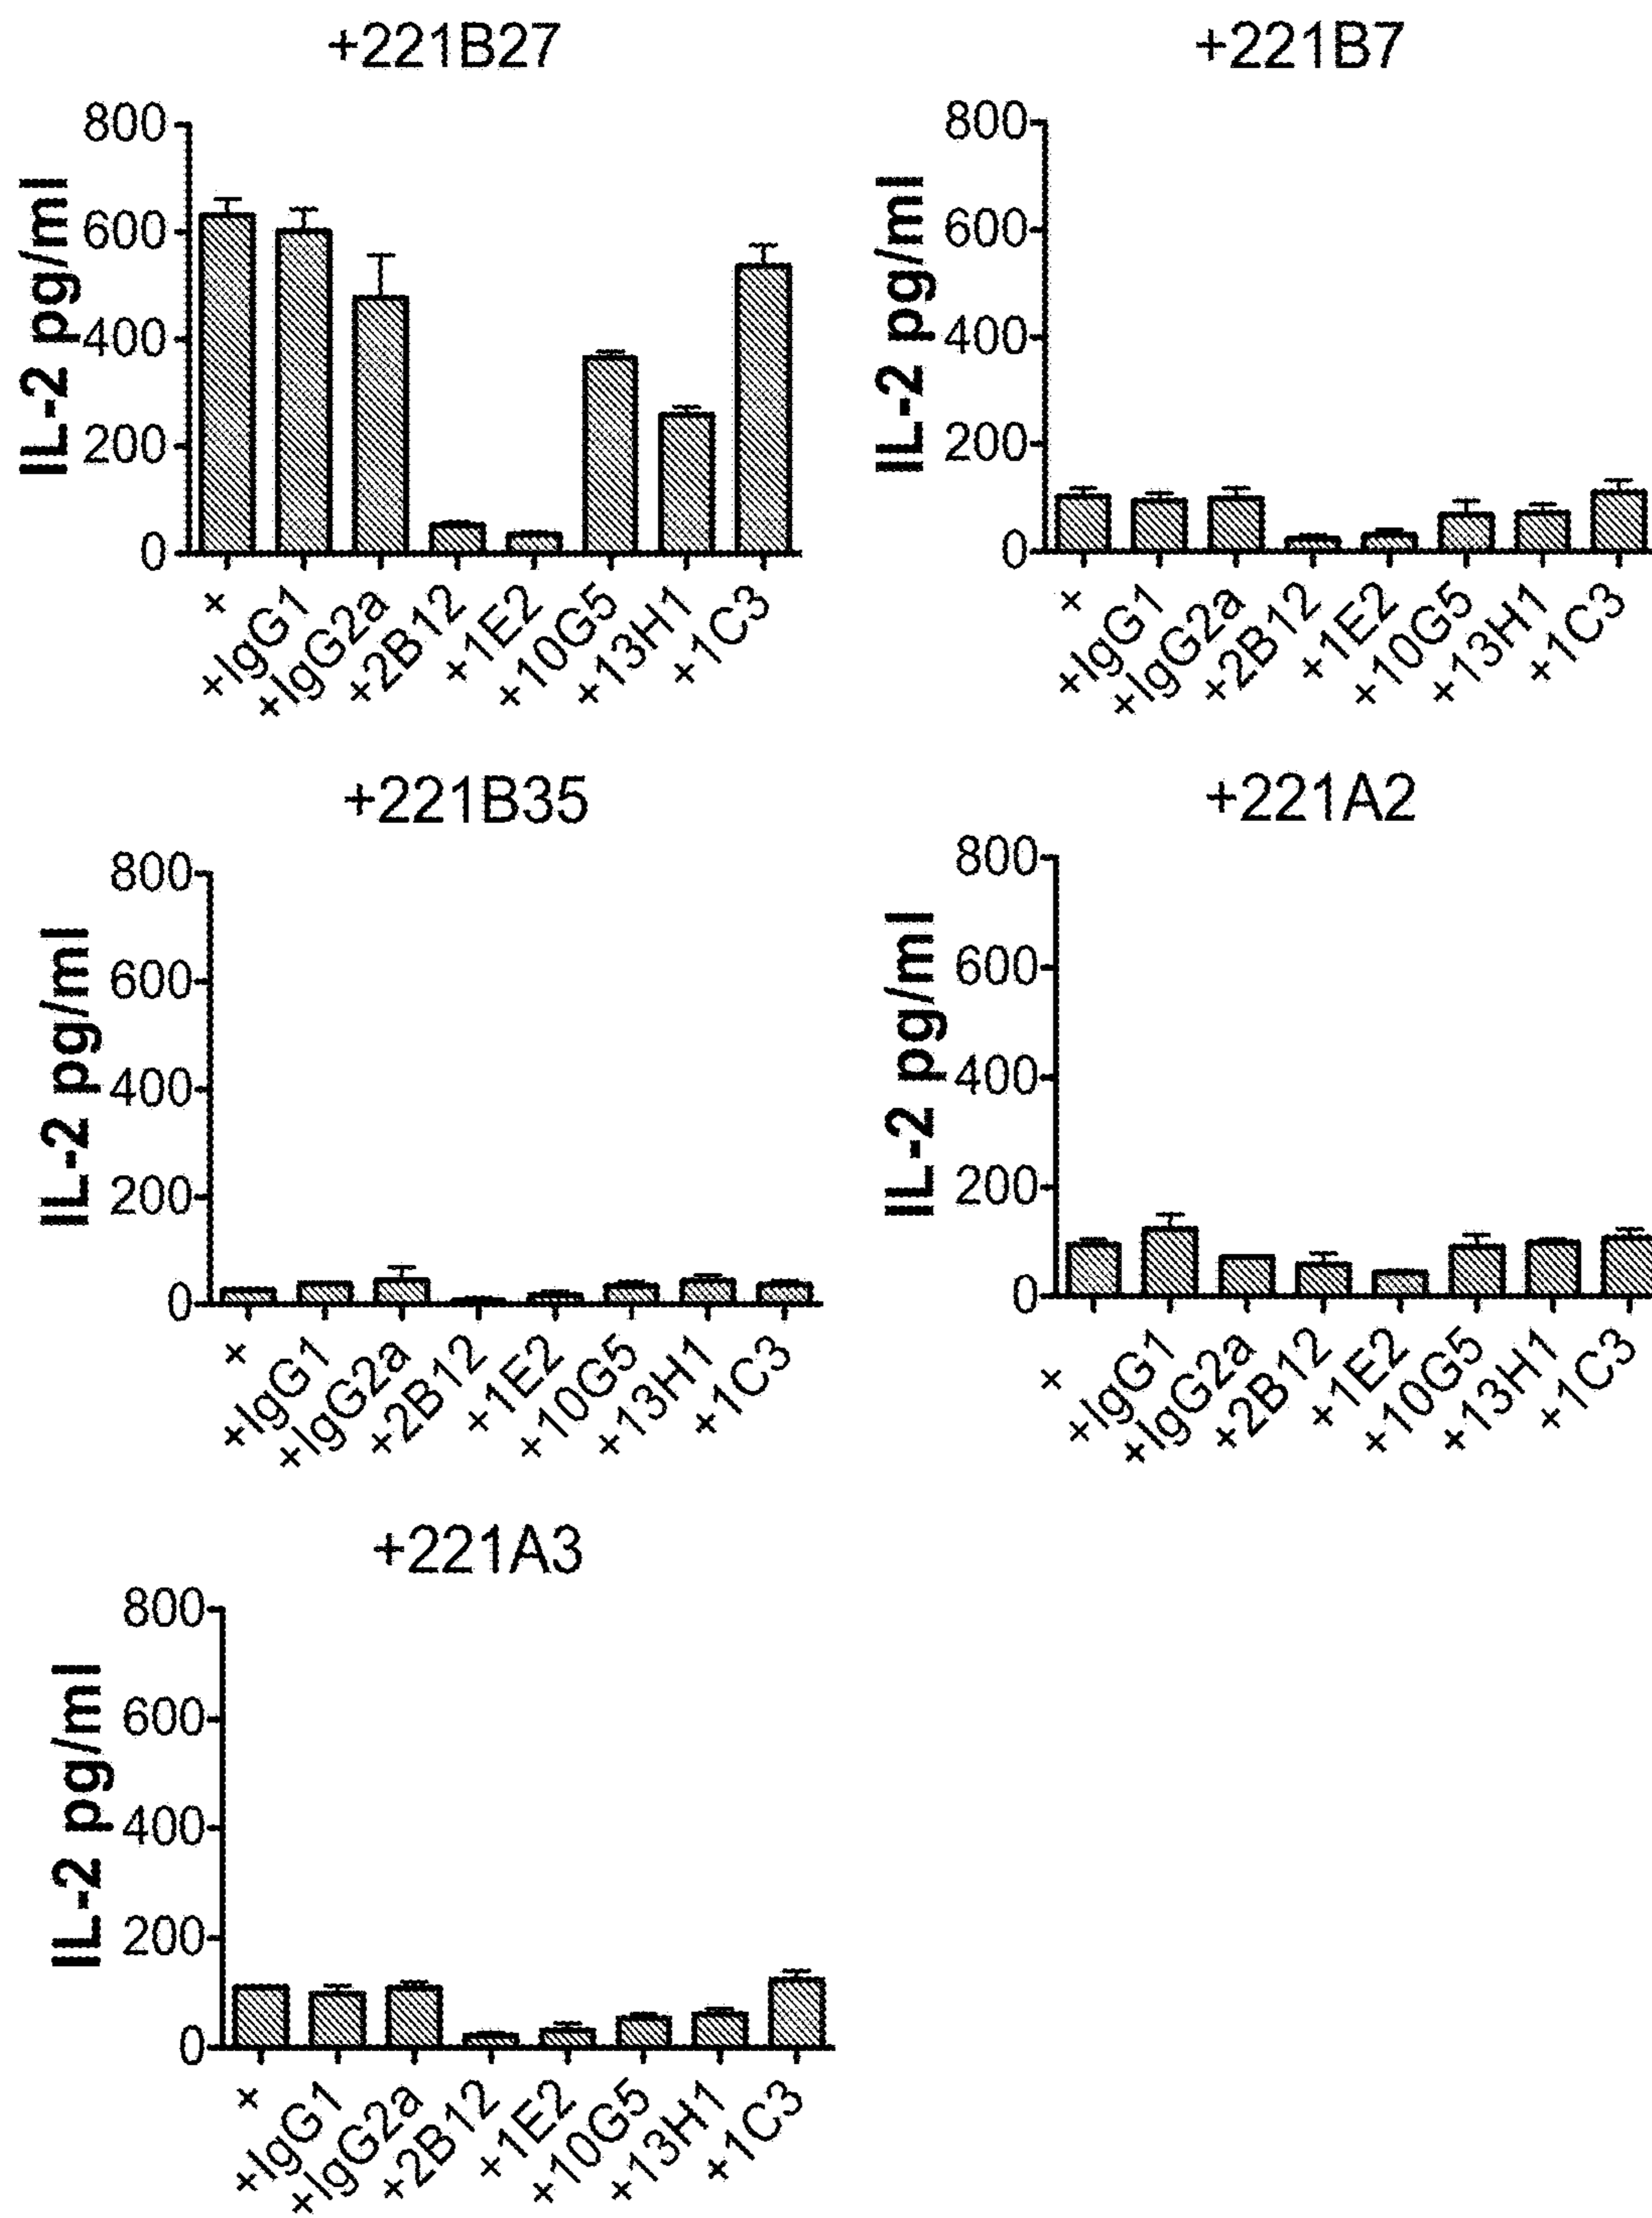 +221B27
IL-2 pg/ml
800
600
400
200
0
+
+IgG1
+IgG2a
+2B12
+1E2
+10G5
+13H1
+1C3
+221B7
IL-2 pg/ml
800
600
400
200
0
+
+IgG1
+IgG2a
+2B12
+1E2
+10G5
+13H1
+1C3
+221B35
IL-2 pg/ml
800
600
400
200
0
+
+IgG1
+IgG2a
+2B12
+1E2
+10G5
+13H1
+1C3
+221A2
IL-2 pg/ml
800
600
400
200
0
+
+IgG1
+IgG2a
+2B12
+1E2
+10G5
+13H1
+1C3
+221A3
IL-2 pg/ml
800
600
400
200
0
+
+IgG1
+IgG2a
+2B12
+1E2
+10G5
+13H1
+1C3